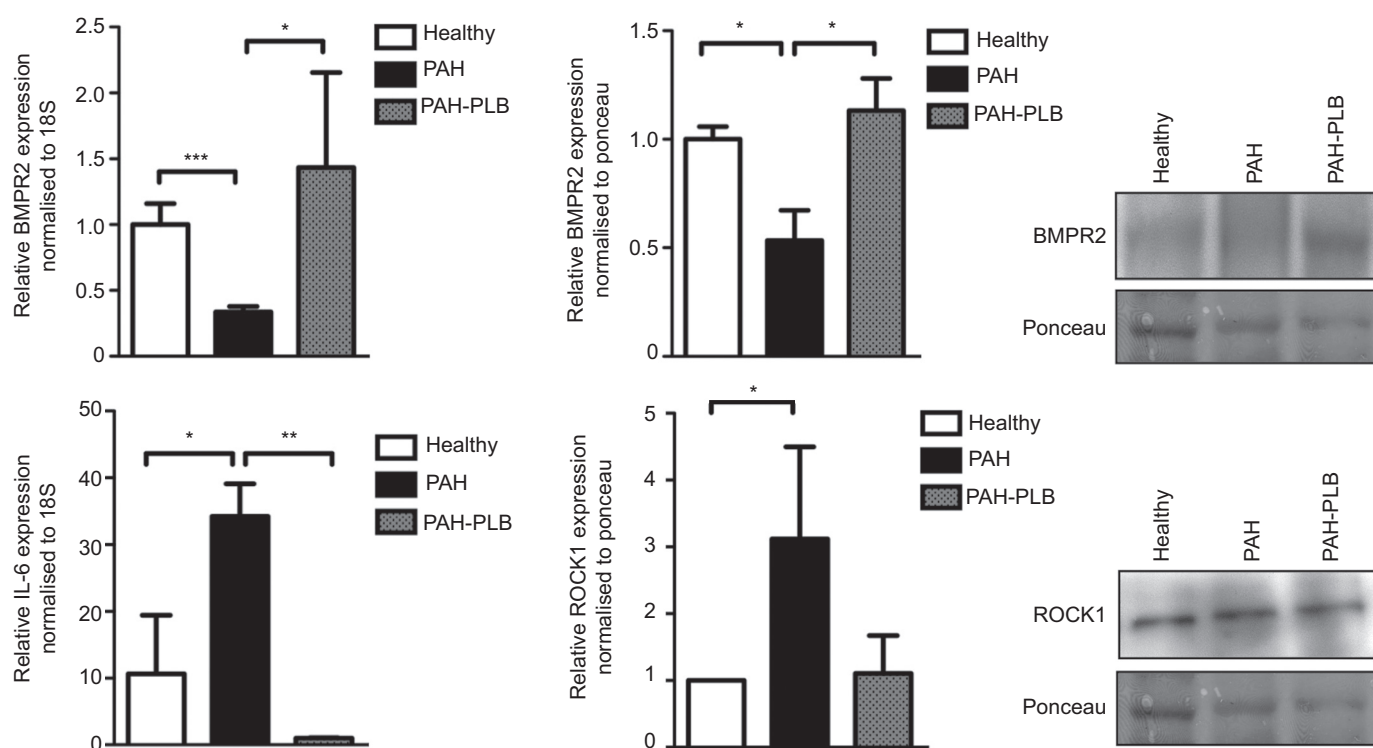 Relative BMPR2 expression
normalised to 18S
2.5
2.0
1.5
1.0
0.5
0
***
*
Healthy
PAH
PAH-PLB
Relative BMPR2 expression
normalised to ponceau
1.5
1.0
0.5
0
*
*
Healthy
PAH
PAH-PLB
Healthy
PAH
PAH-PLB
BMPR2
Ponceau
Relative IL-6 expression
normalised to 18S
50
40
30
20
10
0
*
**
Healthy
PAH
PAH-PLB
Relative ROCK1 expression
normalised to ponceau
5
4
3
2
1
0
*
Healthy
PAH
PAH-PLB
Healthy
PAH
PAH-PLB
ROCK1
Ponceau